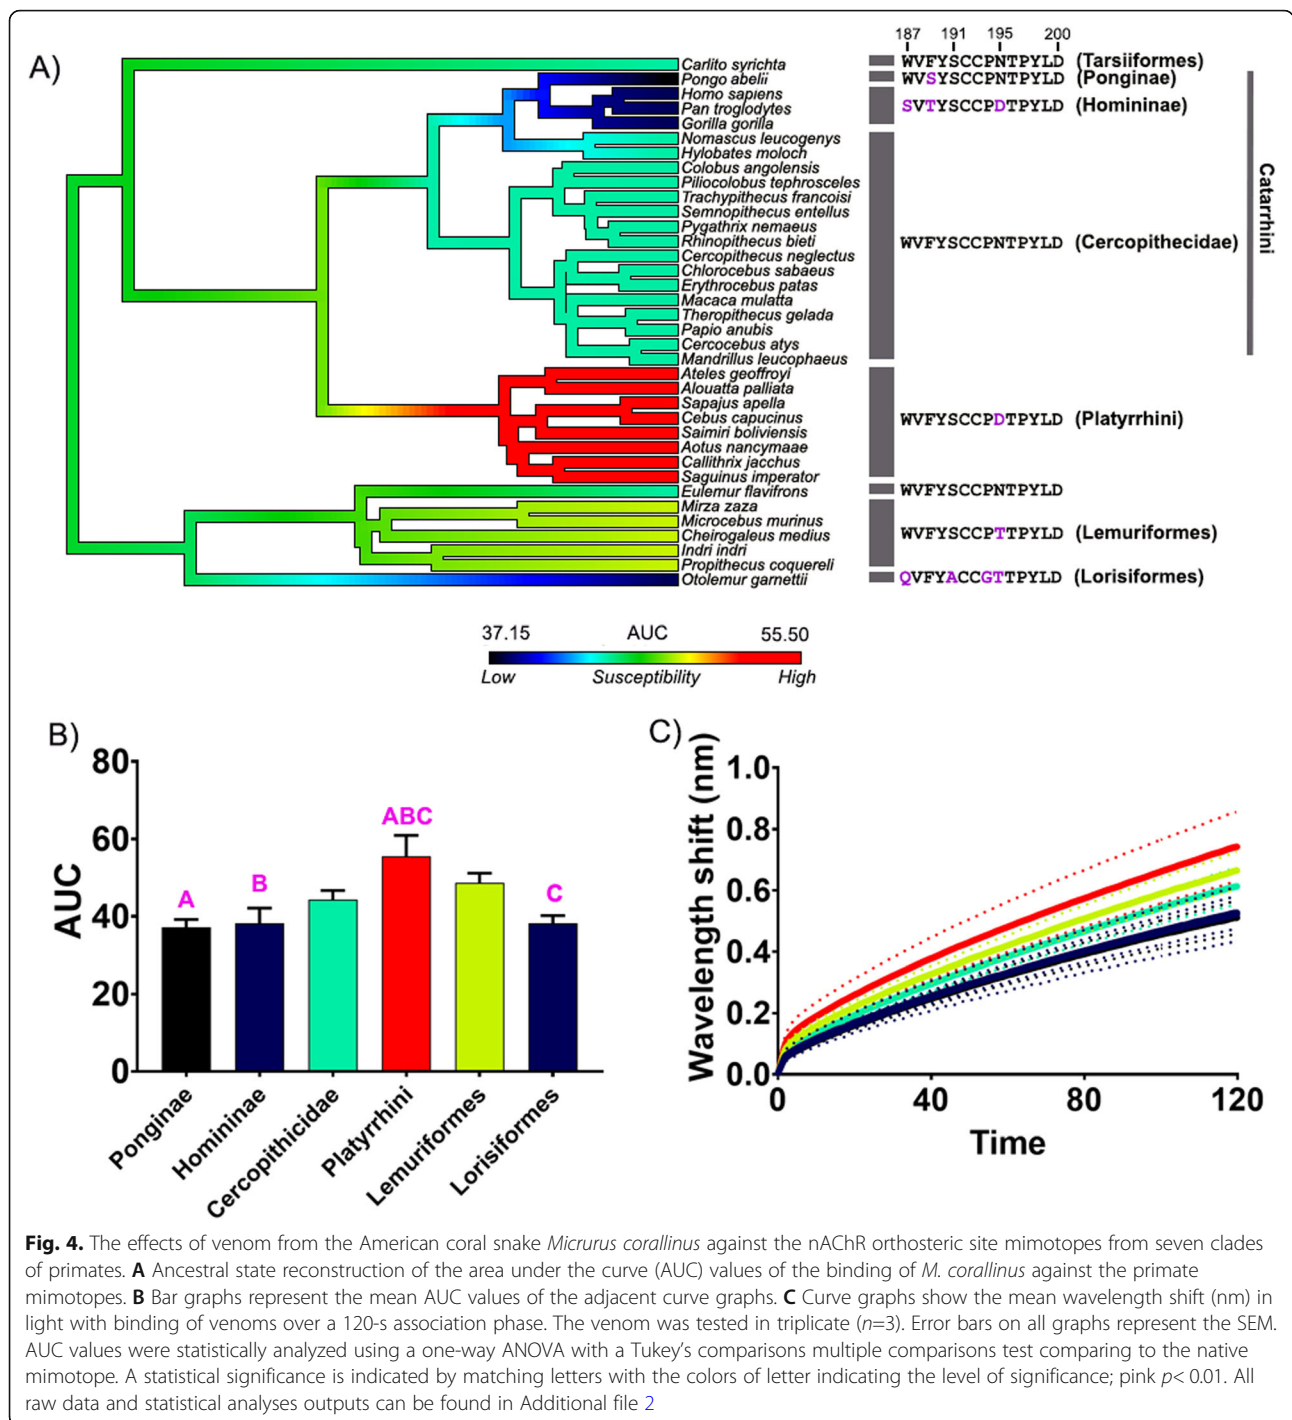 A)
187 191 195 200
Carlito syrichta WVFYSCCPNTPYLD (Tarsiiformes)
Pongo abelii WVSYSCCPNTPYLD (Ponginae)
Homo sapiens
Pan troglodytes SVTYSCCPDTPYLD (Homininae)
Gorilla gorilla
Nomascus leucogenys
Hylobates moloch
Colobus angolensis
Piliocolobus tephrosceles
Trachypithecus francoisi
Semnopithecus entellus
Pygathrix nemaeus
Rhinopithecus bieti WVFYSCCPNTPYLD (Cercopithecidae)
Catarrhini
Cercopithecus neglectus
Chlorocebus sabaeus
Erythrocebus patas
Macaca mulatta
Theropithecus gelada
Papio anubis
Cercocebus atys
Mandrillus leucophaeus
Ateles geoffroyi
Alouatta palliata
Sapajus apella
Cebus capucinus WVFYSCCPDTPYLD (Platyrrhini)
Saimiri boliviensis
Aotus nancymaae
Callithrix jacchus
Saguinus imperator
Eulemur flavifrons WVFYSCCPNTPYLD
Mirza zaza
Microcebus murinus
Cheirogaleus medius WVFYSCCPTTPYLD (Lemuriformes)
Indri indri
Propithecus coquereli
Otolemur garnettii QVFYACCGTTPYLD (Lorisiformes)
37.15 AUC 55.50
Low Susceptibility High
B)
AUC
80
60
40
20
0
A
B
ABC
C
Ponginae
Homininae
Cercopithicidae
Platyrrhini
Lemuriformes
Lorisiformes
C)
Wavelength shift (nm)
1.0
0.8
0.6
0.4
0.2
0.0
0 40 80 120
Time
Fig. 4. The effects of venom from the American coral snake Micrurus corallinus against the nAChR orthosteric site mimotopes from seven clades
of primates. A Ancestral state reconstruction of the area under the curve (AUC) values of the binding of M. corallinus against the primate
mimotopes. B Bar graphs represent the mean AUC values of the adjacent curve graphs. C Curve graphs show the mean wavelength shift (nm) in
light with binding of venoms over a 120-s association phase. The venom was tested in triplicate (n=3). Error bars on all graphs represent the SEM.
AUC values were statistically analyzed using a one-way ANOVA with a Tukey's comparisons multiple comparisons test comparing to the native
mimotope. A statistical significance is indicated by matching letters with the colors of letter indicating the level of significance; pink p< 0.01. All
raw data and statistical analyses outputs can be found in Additional file 2